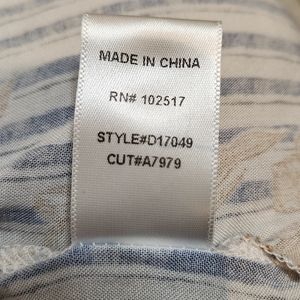 MADE IN CHINA
RN# 102517
STYLE#D17049
CUT#A7979